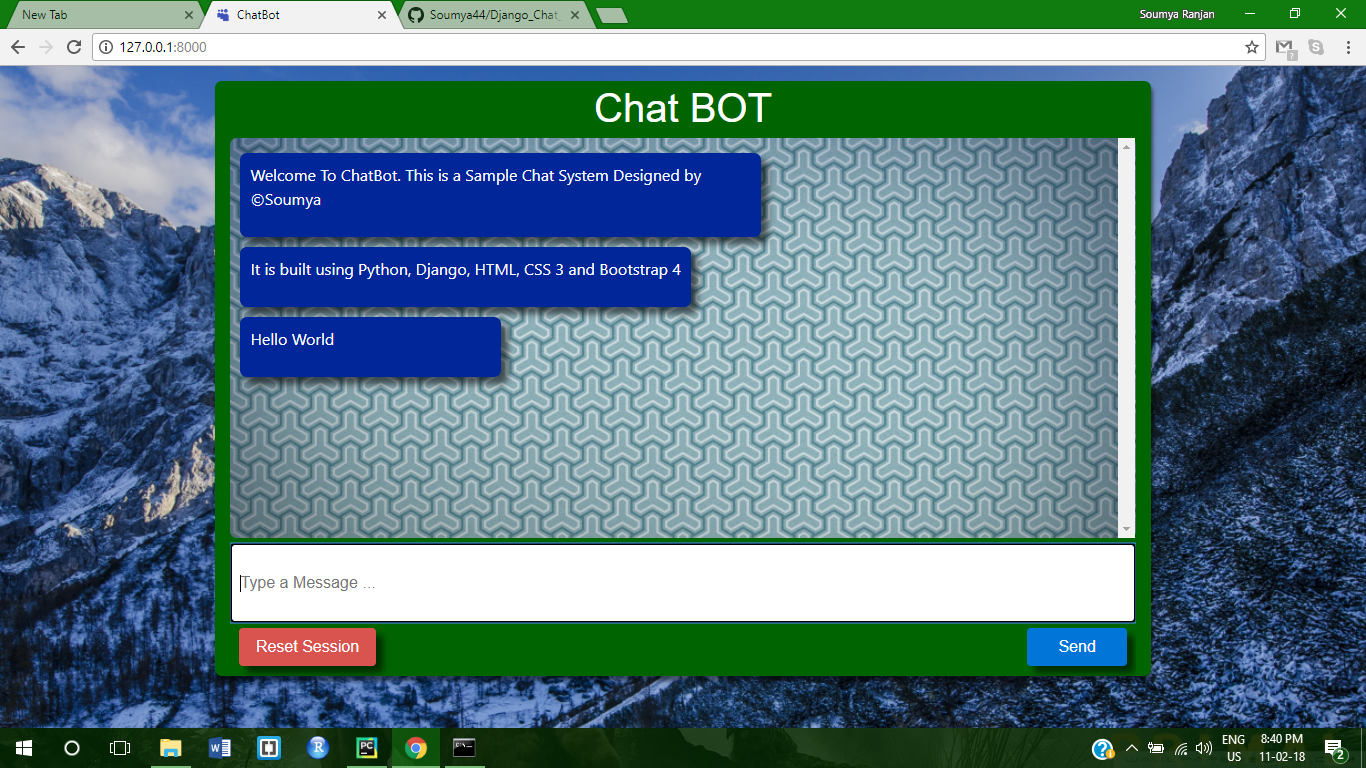 New Tab
ChatBot
Soumya44/Django_Chat_
Soumya Ranjan
127.0.0.1:8000
Chat BOT
Welcome To ChatBot. This is a Sample Chat System Designed by
©Soumya
It is built using Python, Django, HTML, CSS 3 and Bootstrap 4
Hello World
Type a Message ...
Reset Session
Send
ENG
US
8:40 PM
11-02-18
2